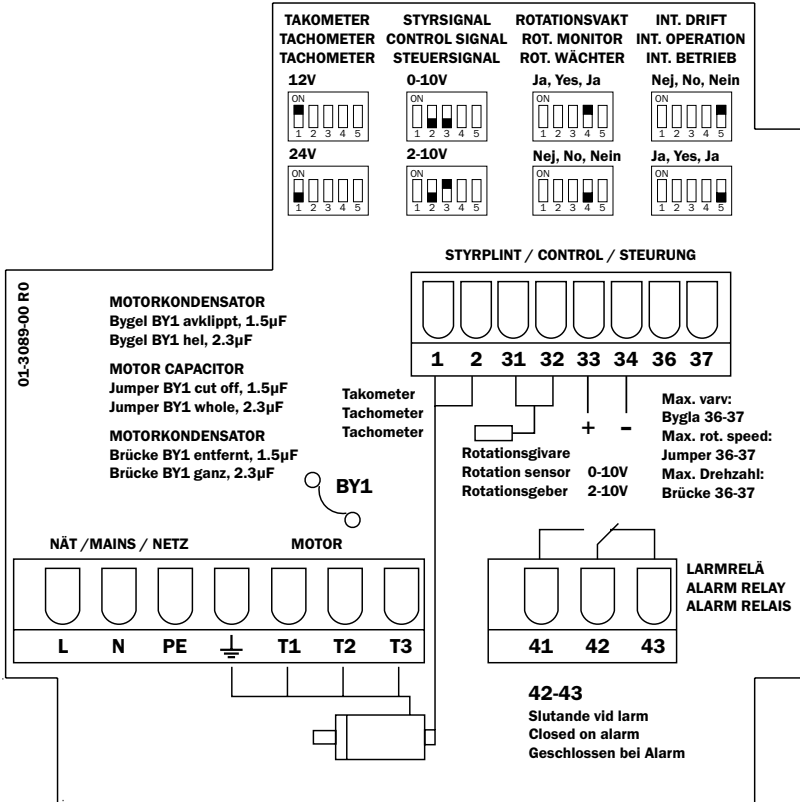 TAKOMETER STYRSIGNAL ROTATIONSVAKT INT. DRIFT
TACHOMETER CONTROL SIGNAL ROT. MONITOR INT. OPERATION
TACHOMETER STEUERSIGNAL ROT. WÄCHTER INT. BETRIEB
12V 0-10V Ja, Yes, Ja Nej, No, Nein
ON ON ON ON
1 2 3 4 5 1 2 3 4 5 1 2 3 4 5 1 2 3 4 5
24V 2-10V Nej, No, Nein Ja, Yes, Ja
ON ON ON ON
1 2 3 4 5 1 2 3 4 5 1 2 3 4 5 1 2 3 4 5
STYRPLINT / CONTROL / STEURUNG
01-3089-00 R0
1 2 31 32 33 34 36 37
MOTORKONDENSATOR
Bygel BY1 avklippt, 1.5µF
Bygel BY1 hel, 2.3µF
MOTOR CAPACITOR
Jumper BY1 cut off, 1.5µF
Jumper BY1 whole, 2.3µF
MOTORKONDENSATOR
Brücke BY1 entfernt, 1.5µF
Brücke BY1 ganz, 2.3µF
BY1
Takometer
Tachometer
Tachometer
Rotationsgivare
Rotation sensor
Rotationsgeber
+ -
0-10V
2-10V
Max. varv:
Bygla 36-37
Max. rot. speed:
Jumper 36-37
Max. Drehzahl:
Brücke 36-37
NÄT /MAINS / NETZ MOTOR
L N PE T1 T2 T3
41 42 43
LARMRELÄ
ALARM RELAY
ALARM RELAIS
42-43
Slutande vid larm
Closed on alarm
Geschlossen bei Alarm